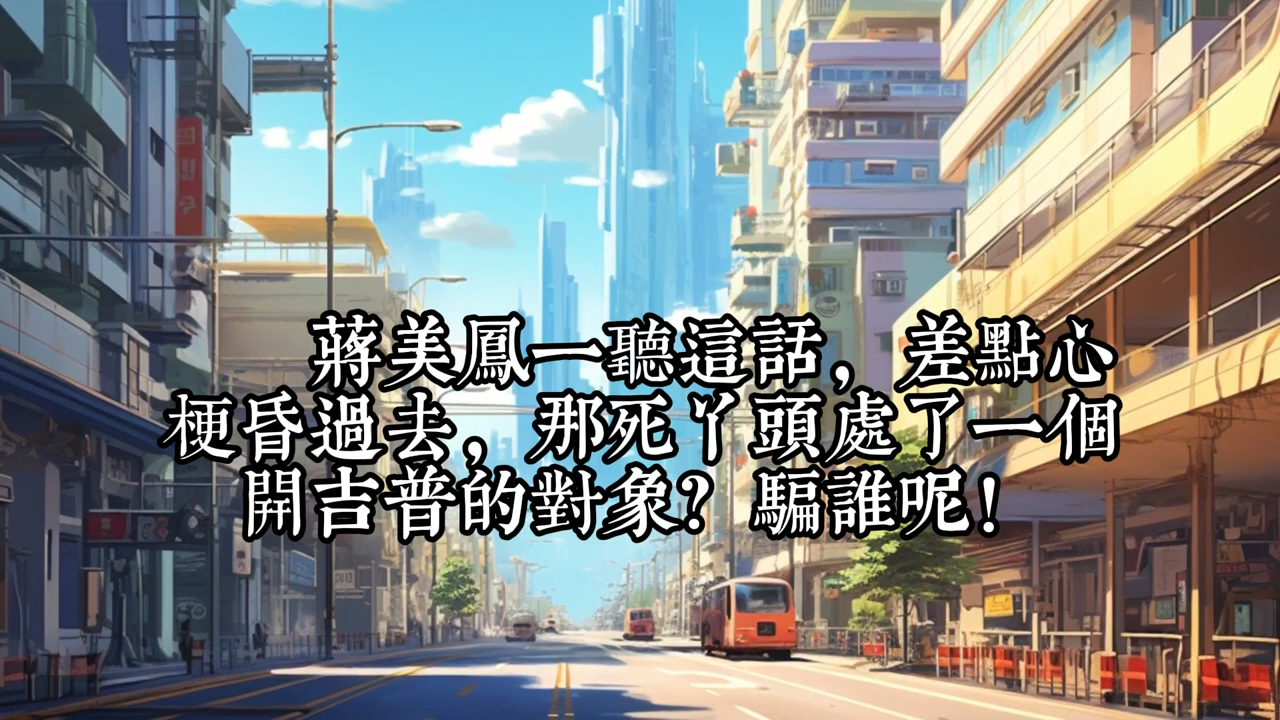 蔣美鳳一聽這話，差點心
梗昏過去，那死丫頭處了一個
開吉普的對象？騙誰呢！